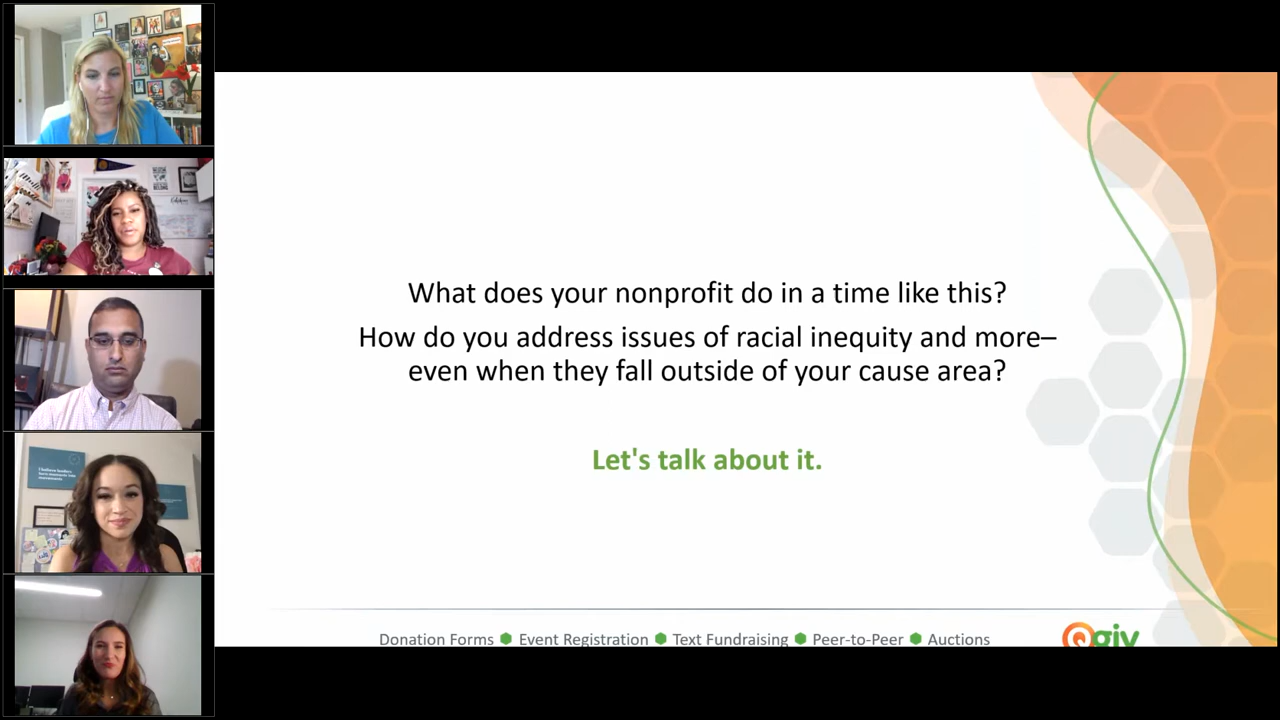 What does your nonprofit do in a time like this?
How do you address issues of racial inequity and more–
even when they fall outside of your cause area?
Let's talk about it.
Donation Forms ⬢ Event Registration ⬢ Text Fundraising ⬢ Peer-to-Peer ⬢ Auctions
Qgiv